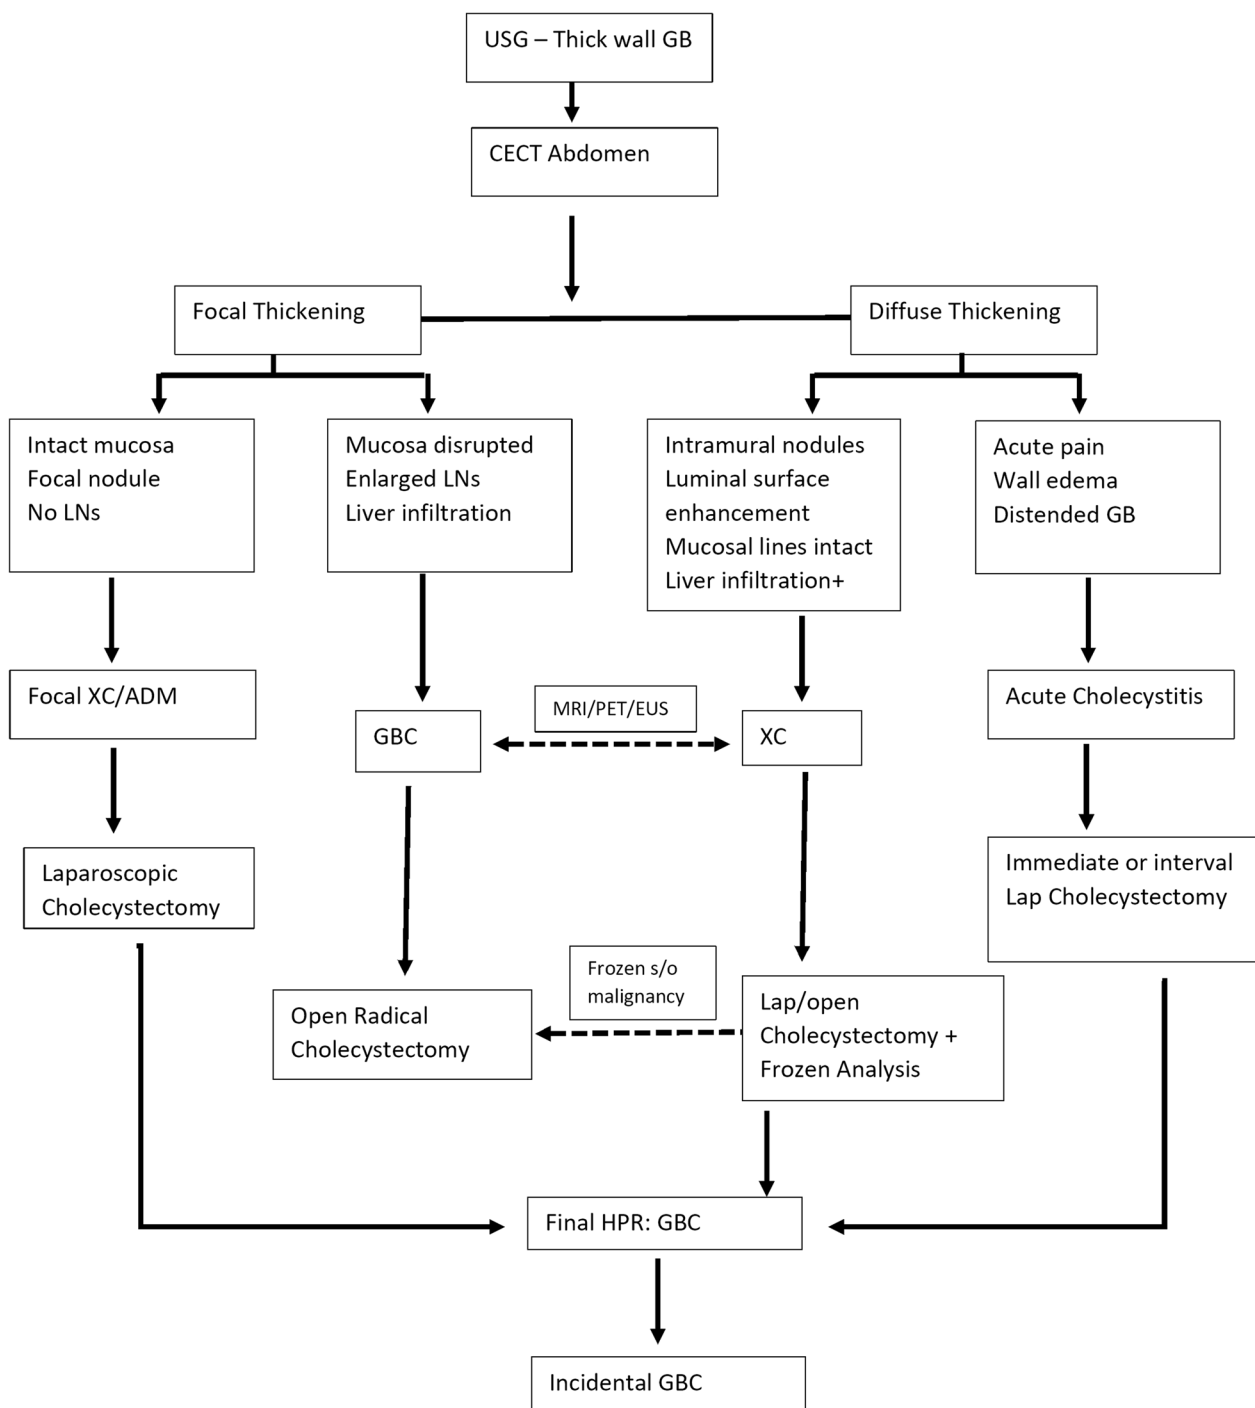 USG – Thick wall GB
CECT Abdomen
Focal Thickening
Diffuse Thickening
Intact mucosa
Focal nodule
No LNs
Mucosa disrupted
Enlarged LNs
Liver infiltration
Intramural nodules
Luminal surface
enhancement
Mucosal lines intact
Liver infiltration+
Acute pain
Wall edema
Distended GB
Focal XC/ADM
GBC
MRI/PET/EUS
XC
Acute Cholecystitis
Laparoscopic
Cholecystectomy
Immediate or interval
Lap Cholecystectomy
Open Radical
Cholecystectomy
Frozen s/o
malignancy
Lap/open
Cholecystectomy +
Frozen Analysis
Final HPR: GBC
Incidental GBC